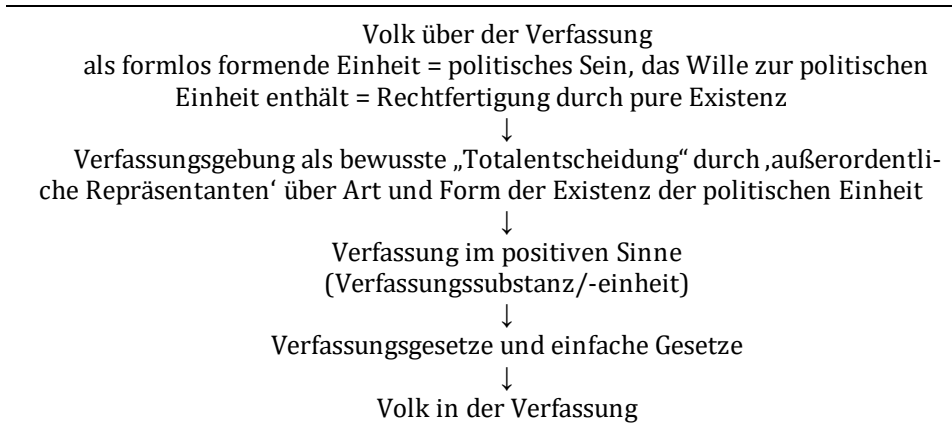 Volk über der Verfassung
als formlos formende Einheit = politisches Sein, das Wille zur politischen
Einheit enthält = Rechtfertigung durch pure Existenz
↓
Verfassungsgebung als bewusste „Totalentscheidung“ durch ‚außerordentli-
che Repräsentanten‘ über Art und Form der Existenz der politischen Einheit
↓
Verfassung im positiven Sinne
(Verfassungssubstanz/-einheit)
↓
Verfassungsgesetze und einfache Gesetze
↓
Volk in der Verfassung